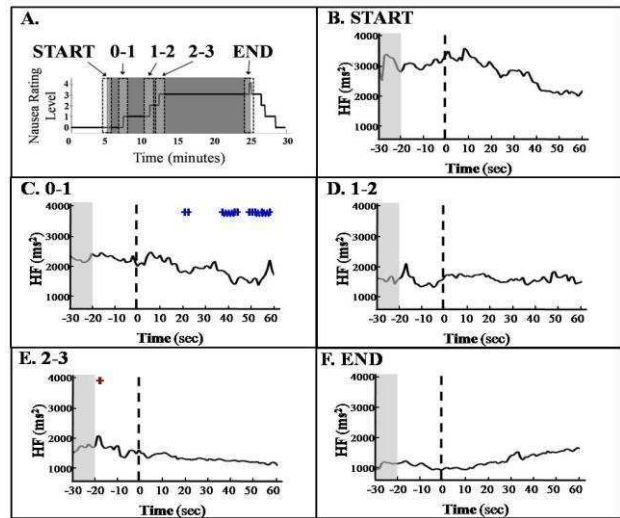 A.
START 0-1 1-2 2-3 END
Nausea Rating
Level
4
3
2
1
0
0 5 10 15 20 25 30
Time (minutes)
B. START
HF (ms²)
4000
3000
2000
-30 -20 -10 0 10 20 30 40 50 60
Time (sec)
C. 0-1
HF (ms²)
4000
3000
2000
1000
-30 -20 -10 0 10 20 30 40 50 60
Time (sec)
D. 1-2
HF (ms²)
4000
3000
2000
1000
-30 -20 -10 0 10 20 30 40 50 60
Time (sec)
E. 2-3
HF (ms²)
4000
3000
2000
1000
-30 -20 -10 0 10 20 30 40 50 60
Time (sec)
F. END
HF (ms²)
4000
3000
2000
1000
-30 -20 -10 0 10 20 30 40 50 60
Time (sec)